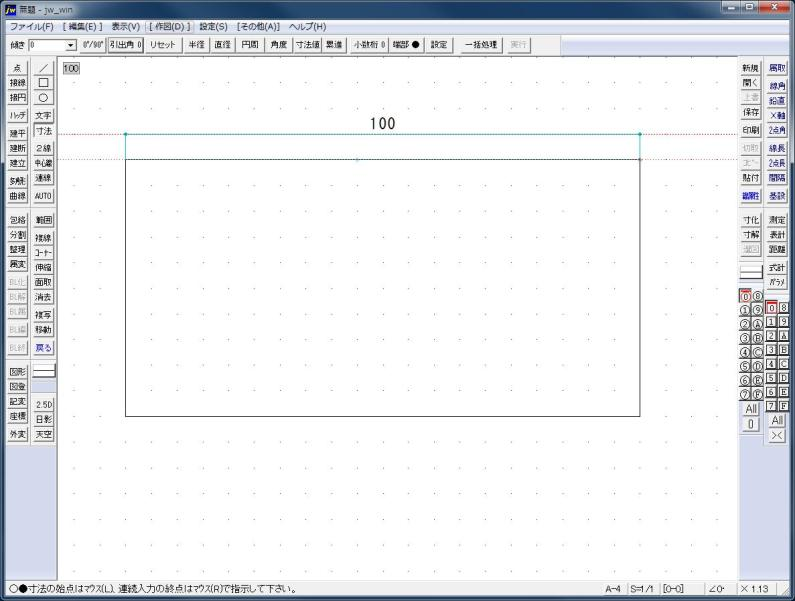 無題 - jw_win
ファイル(F) [編集(E)] 表示(V) [作図(D)] 設定(S) [その他(A)] ヘルプ(H)
傾き 0 0°/90° 引出角 0 リセット 半径 直径 円周 角度 寸法値 累進 小数桁 0 端部 ● 設定 一括処理 実行
100
100
点 ／
接線 □
接円 ○
ハッチ 文字
建平 寸法
建断 2線
建立 中心線
多角形 連線
曲線 AUTO
包絡 範囲
分割 複線
整理 コーナー
属変 伸縮
BL化 面取
BL解 消去
BL属 複写
BL編 移動
BL終 戻る
図形
図登
記変 2.5D
座標 日影
外変 天空
新規 属取
開く 線角
上書 鉛直
保存 ×軸
印刷 2点角
切取 線長
コピー 2点長
貼付 間隔
線属性 基設
寸化 測定
寸解 表計
選図 距離
式計
パラメ
0 8
1 9
2 A
3 B
4 C
5 D
6 E
7 F
All
0
0 8
1 9
2 A
3 B
4 C
5 D
6 E
7 F
All
×
○●寸法の始点はマウス(L)、連続入力の終点はマウス(R)で指示して下さい。
A-4 S=1/1 [0-0] ∠0 × 1.13